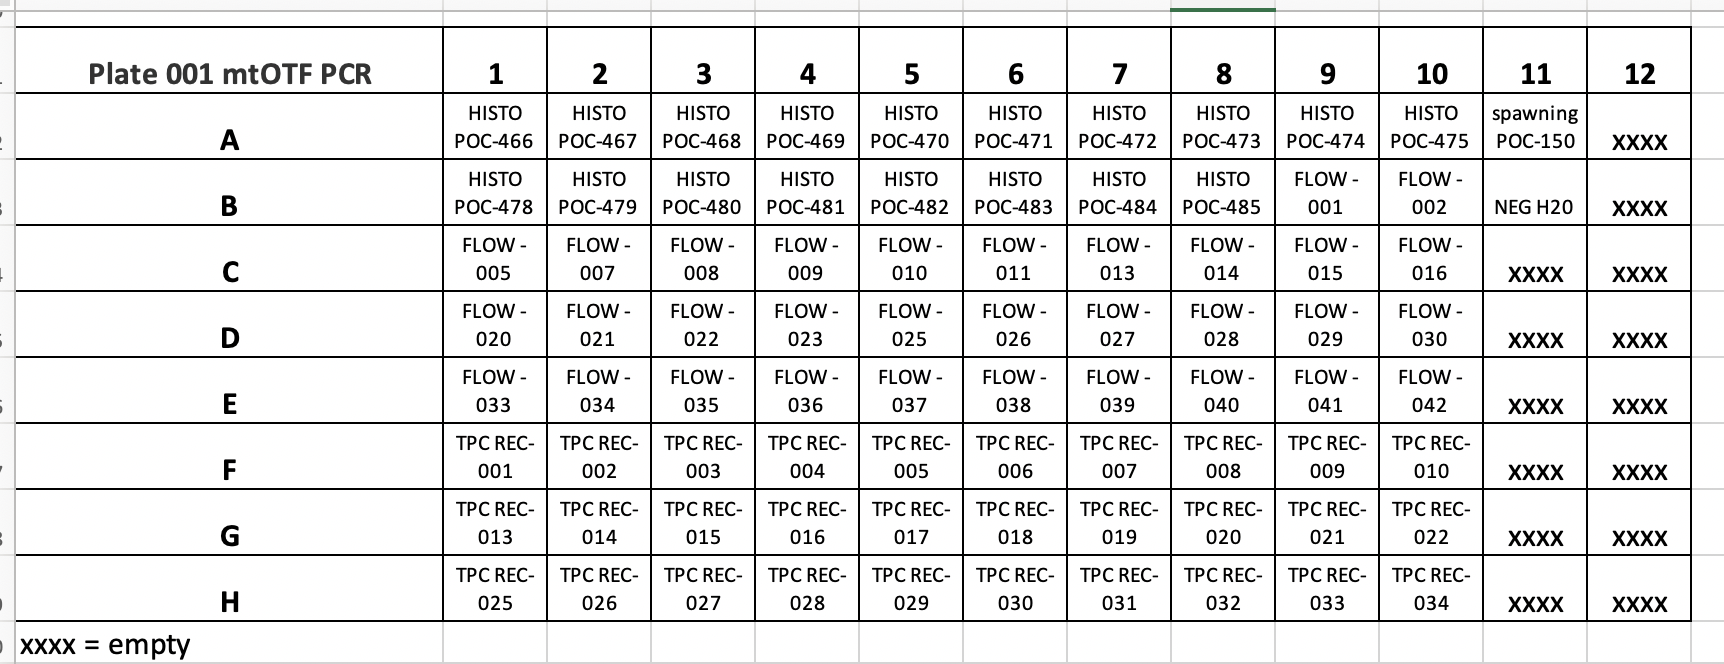 Plate 001 mtOTF PCR 1 2 3 4 5 6 7 8 9 10 11 12
HISTO HISTO HISTO HISTO HISTO HISTO HISTO HISTO HISTO HISTO spawning
A POC-466 POC-467 POC-468 POC-469 POC-470 POC-471 POC-472 POC-473 POC-474 POC-475 POC-150 XXXX
HISTO HISTO HISTO HISTO HISTO HISTO HISTO HISTO FLOW - FLOW -
B POC-478 POC-479 POC-480 POC-481 POC-482 POC-483 POC-484 POC-485 001 002 NEG H20 XXXX
FLOW - FLOW - FLOW - FLOW - FLOW - FLOW - FLOW - FLOW - FLOW - FLOW -
C 005 007 008 009 010 011 013 014 015 016 XXXX XXXX
FLOW - FLOW - FLOW - FLOW - FLOW - FLOW - FLOW - FLOW - FLOW - FLOW -
D 020 021 022 023 025 026 027 028 029 030 XXXX XXXX
FLOW - FLOW - FLOW - FLOW - FLOW - FLOW - FLOW - FLOW - FLOW - FLOW -
E 033 034 035 036 037 038 039 040 041 042 XXXX XXXX
TPC REC- TPC REC- TPC REC- TPC REC- TPC REC- TPC REC- TPC REC- TPC REC- TPC REC- TPC REC-
F 001 002 003 004 005 006 007 008 009 010 XXXX XXXX
TPC REC- TPC REC- TPC REC- TPC REC- TPC REC- TPC REC- TPC REC- TPC REC- TPC REC- TPC REC-
G 013 014 015 016 017 018 019 020 021 022 XXXX XXXX
TPC REC- TPC REC- TPC REC- TPC REC- TPC REC- TPC REC- TPC REC- TPC REC- TPC REC- TPC REC-
H 025 026 027 028 029 030 031 032 033 034 XXXX XXXX
xxxx = empty